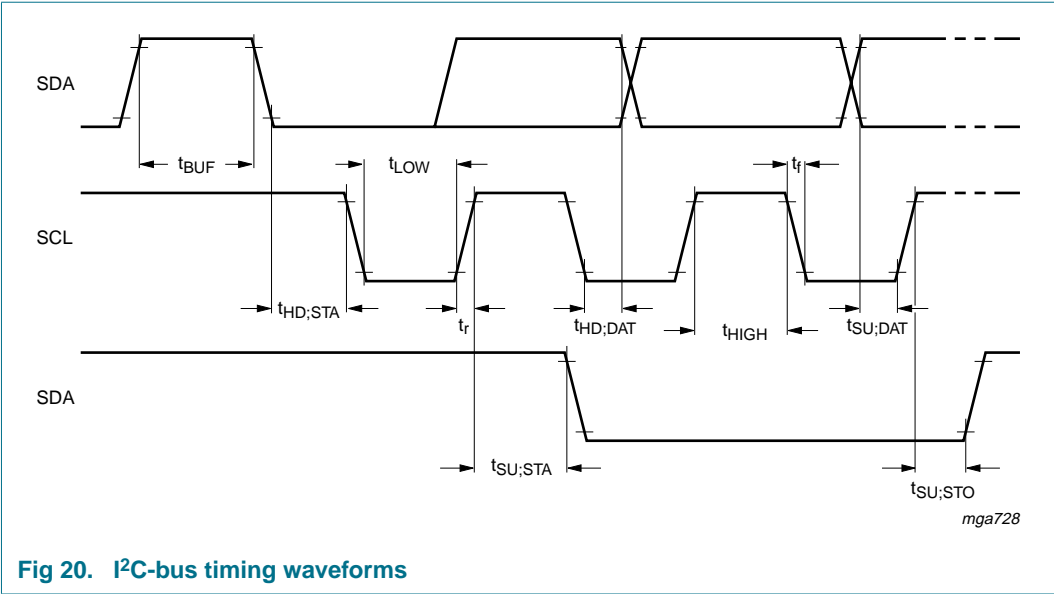 SDA
tBUF
tLOW
tf
SCL
tHD;STA
tr
tHD;DAT
tHIGH
tSU;DAT
SDA
tSU;STA
tSU;STO
mga728
Fig 20. I²C-bus timing waveforms